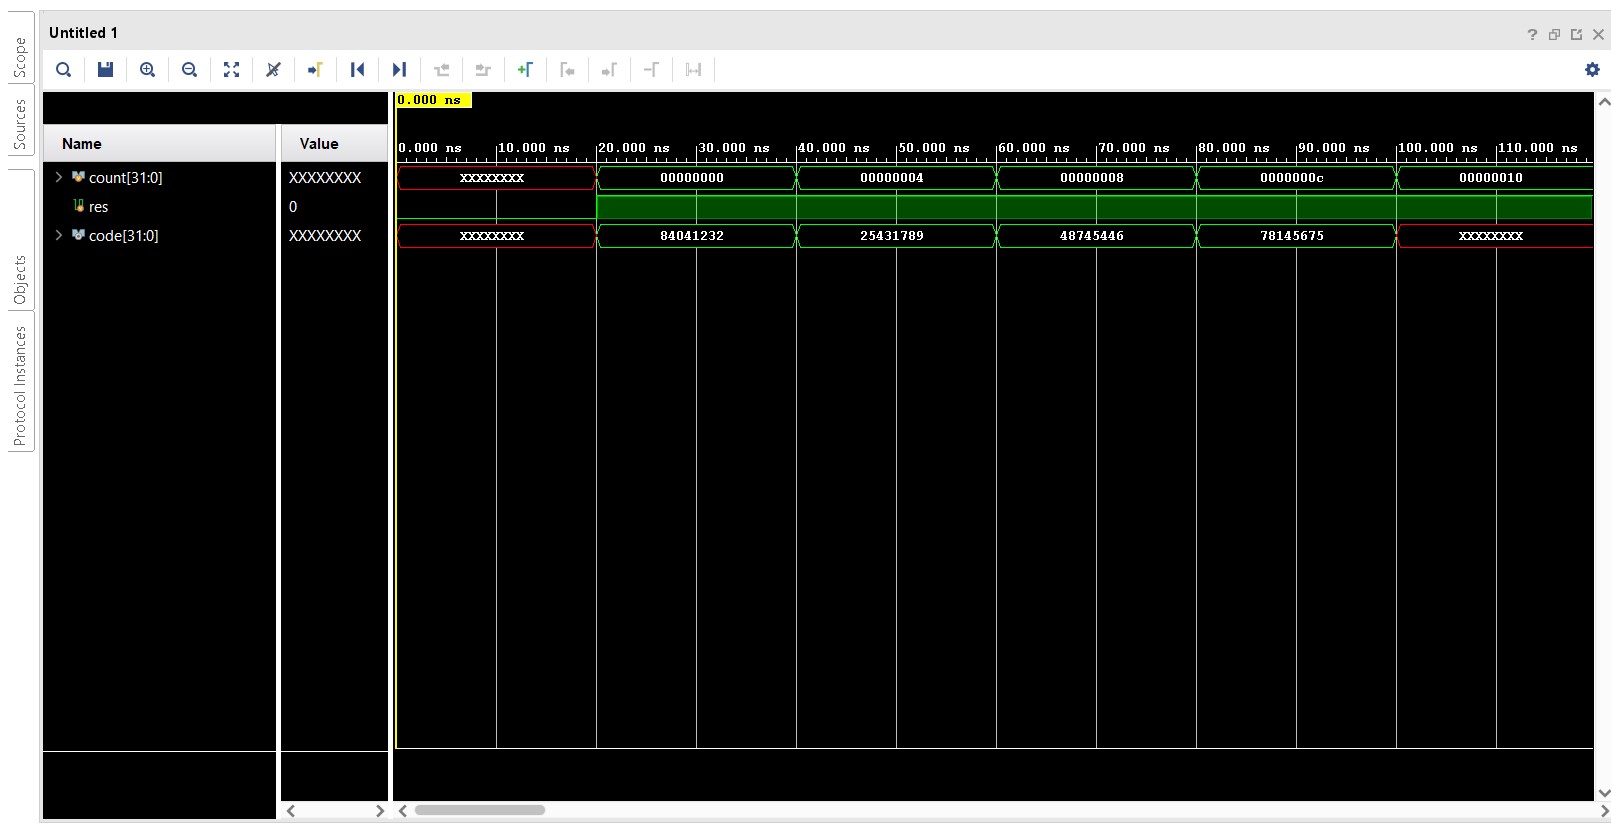 Untitled 1
Scope
Sources
Objects
Protocol Instances
0.000 ns
Name Value
0.000 ns 10.000 ns 20.000 ns 30.000 ns 40.000 ns 50.000 ns 60.000 ns 70.000 ns 80.000 ns 90.000 ns 100.000 ns 110.000 ns
count[31:0] XXXXXXXX XXXXXXXX 00000000 00000004 00000008 0000000c 00000010
res 0
code[31:0] XXXXXXXX XXXXXXXX 84041232 25431789 48745446 78145675 XXXXXXXX